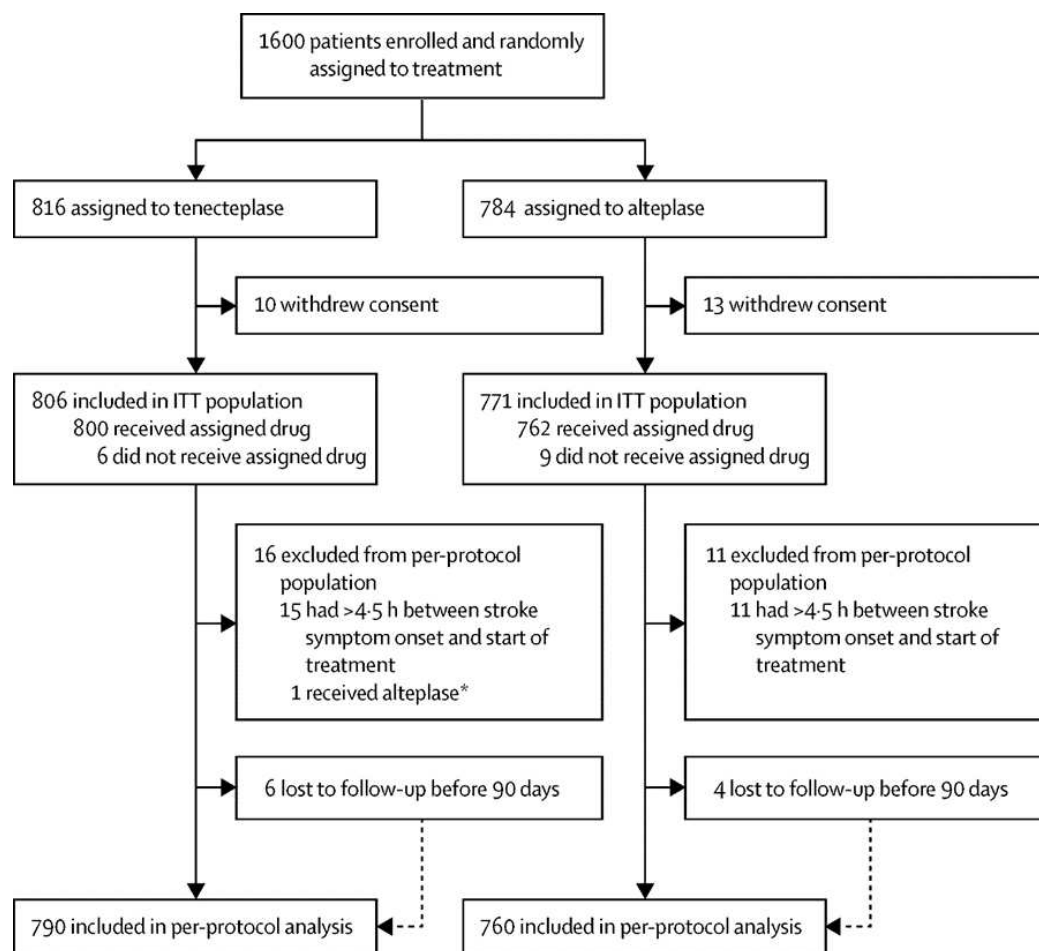 1600 patients enrolled and randomly
assigned to treatment
816 assigned to tenecteplase
784 assigned to alteplase
10 withdrew consent
13 withdrew consent
806 included in ITT population
800 received assigned drug
6 did not receive assigned drug
771 included in ITT population
762 received assigned drug
9 did not receive assigned drug
16 excluded from per-protocol
population
15 had >4·5 h between stroke
symptom onset and start of
treatment
1 received alteplase*
11 excluded from per-protocol
population
11 had >4·5 h between stroke
symptom onset and start of
treatment
6 lost to follow-up before 90 days
4 lost to follow-up before 90 days
790 included in per-protocol analysis
760 included in per-protocol analysis